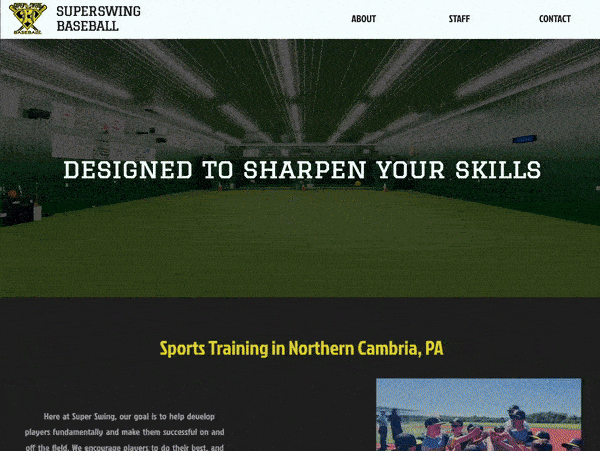 SUPERSWING
BASEBALL
BASEBALL
ABOUT
STAFF
CONTACT
DESIGNED TO SHARPEN YOUR SKILLS
Sports Training in Northern Cambria, PA
Here at Super Swing, our goal is to help develop
players fundamentally and make them successful on and
off the field. We encourage players to do their best, and